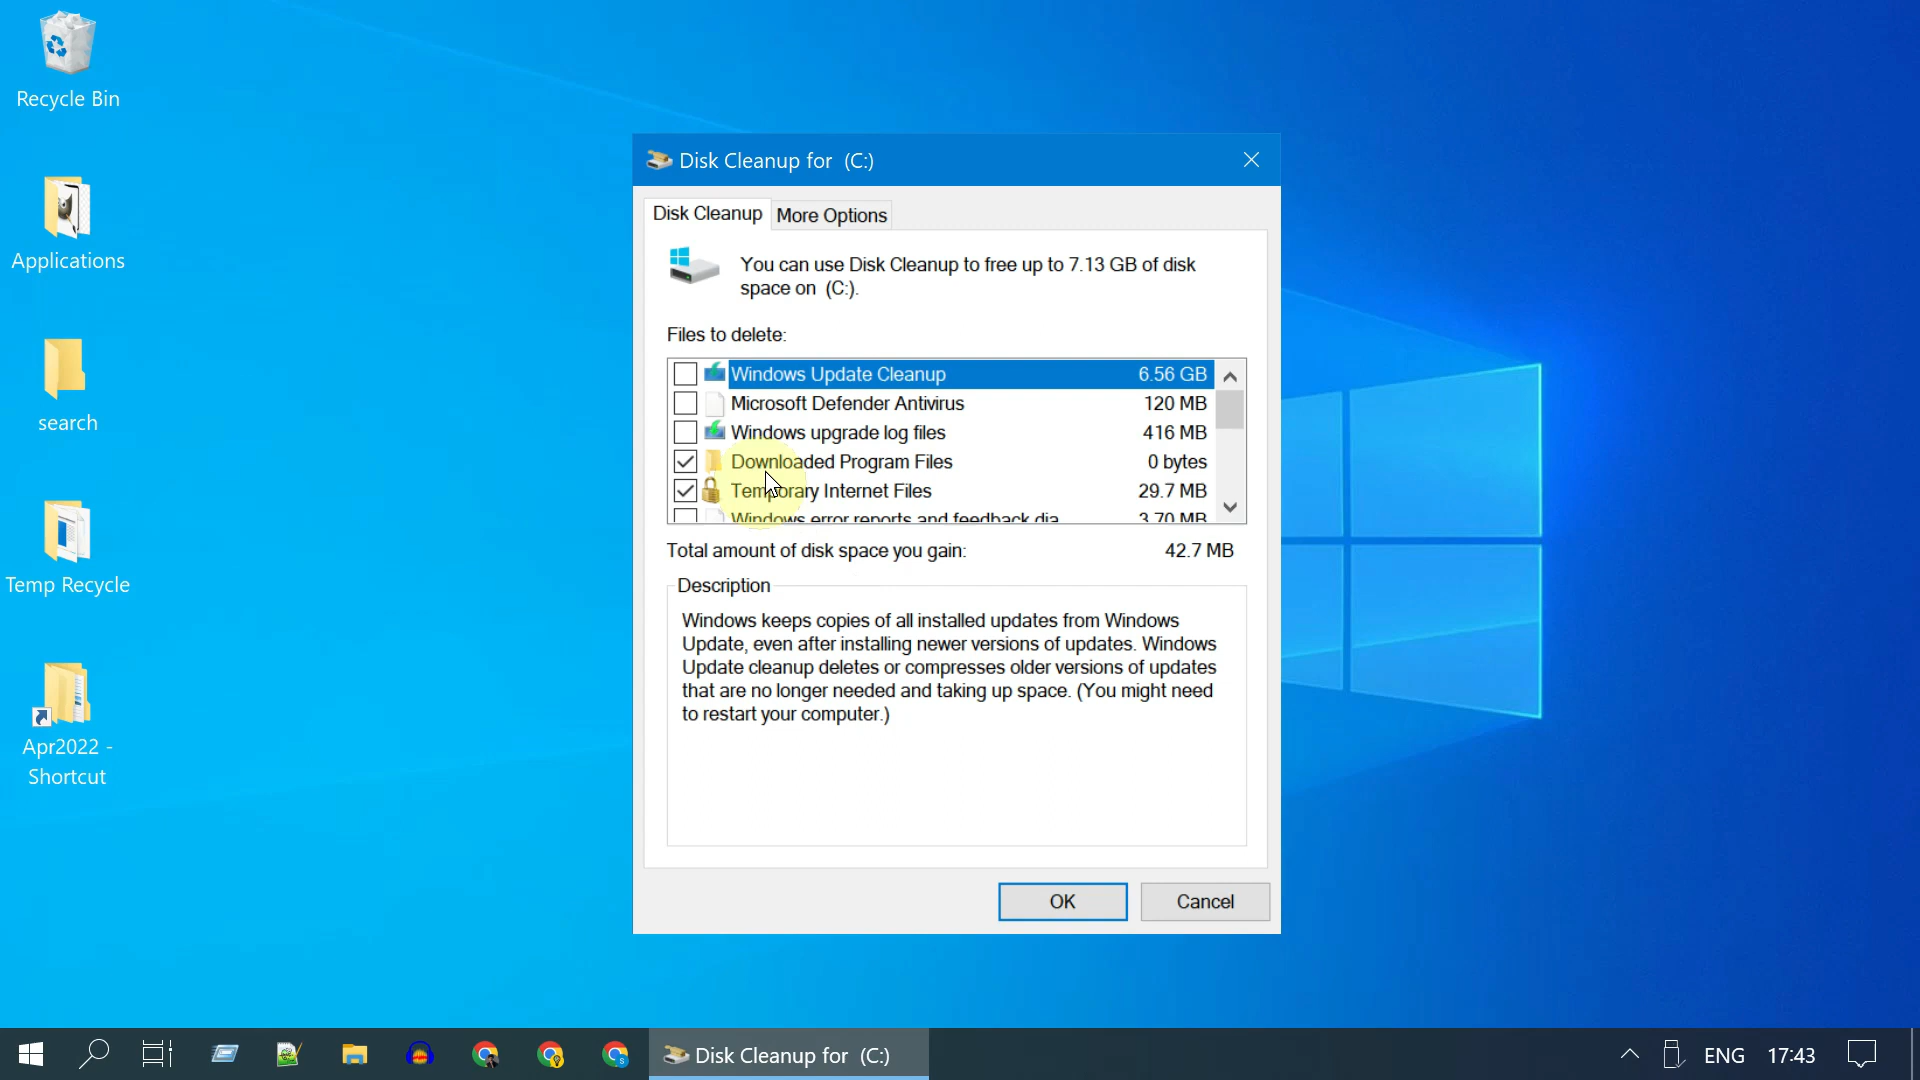 Recycle Bin
Applications
search
Temp Recycle
Apr2022 -
Shortcut
Disk Cleanup for (C:)
Disk Cleanup
More Options
You can use Disk Cleanup to free up to 7.13 GB of disk
space on (C:).
Files to delete:
Windows Update Cleanup 6.56 GB
Microsoft Defender Antivirus 120 MB
Windows upgrade log files 416 MB
Downloaded Program Files 0 bytes
Temporary Internet Files 29.7 MB
Windows error reports and feedback dia... 3.70 MB
Total amount of disk space you gain: 42.7 MB
Description
Windows keeps copies of all installed updates from Windows
Update, even after installing newer versions of updates. Windows
Update cleanup deletes or compresses older versions of updates
that are no longer needed and taking up space. (You might need
to restart your computer.)
OK
Cancel
Disk Cleanup for (C:)
ENG
17:43